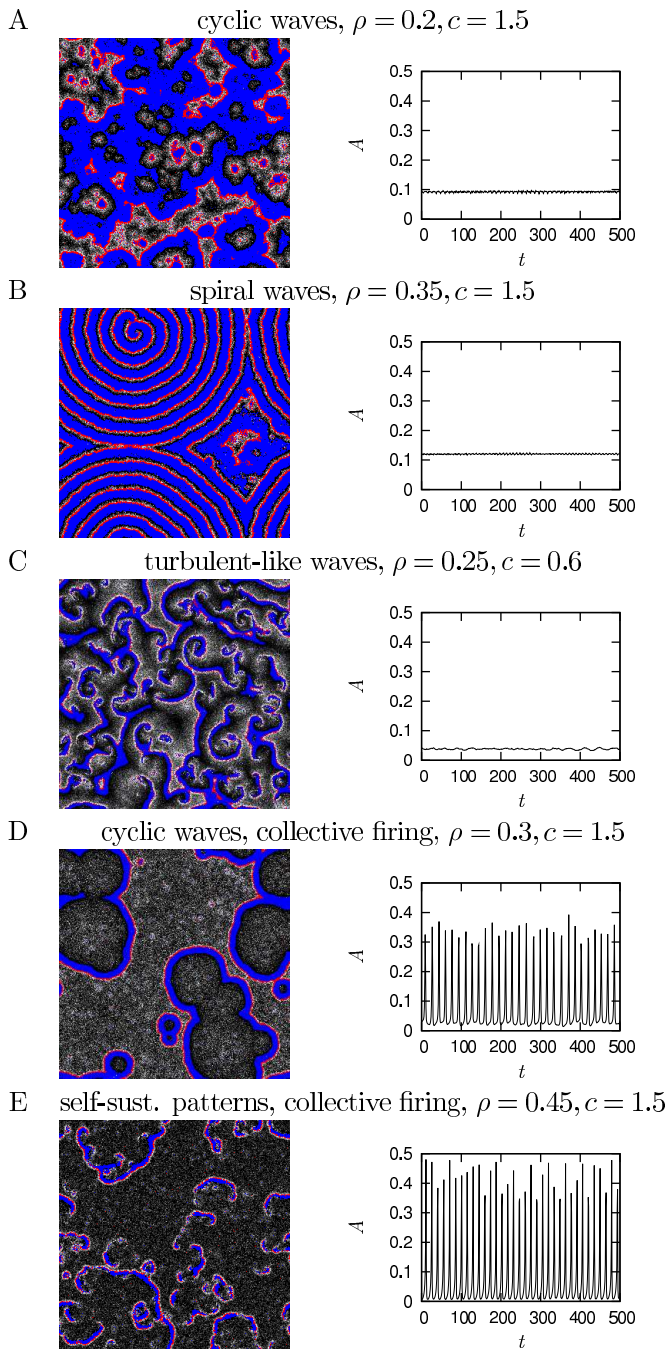 A cyclic waves, ρ = 0.2, c = 1.5
0.5
0.4
0.3
0.2
0.1
0
A
0 100 200 300 400 500
t
B spiral waves, ρ = 0.35, c = 1.5
0.5
0.4
0.3
0.2
0.1
0
A
0 100 200 300 400 500
t
C turbulent-like waves, ρ = 0.25, c = 0.6
0.5
0.4
0.3
0.2
0.1
0
A
0 100 200 300 400 500
t
D cyclic waves, collective firing, ρ = 0.3, c = 1.5
0.5
0.4
0.3
0.2
0.1
0
A
0 100 200 300 400 500
t
E self-sust. patterns, collective firing, ρ = 0.45, c = 1.5
0.5
0.4
0.3
0.2
0.1
0
A
0 100 200 300 400 500
t